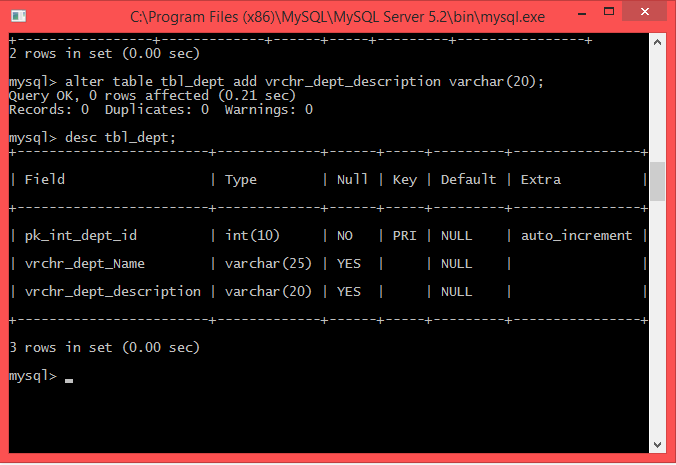 C:\Program Files (x86)\MySQL\MySQL Server 5.2\bin\mysql.exe
+-----------------+-------------+------+-----+---------+----------------+
2 rows in set (0.00 sec)
mysql> alter table tbl_dept add vrchr_dept_description varchar(20);
Query OK, 0 rows affected (0.21 sec)
Records: 0  Duplicates: 0  Warnings: 0
mysql> desc tbl_dept;
+------------------------+-------------+------+-----+---------+----------------+
| Field                  | Type        | Null | Key | Default | Extra          |
+------------------------+-------------+------+-----+---------+----------------+
| pk_int_dept_id         | int(10)     | NO   | PRI | NULL    | auto_increment |
| vrchr_dept_Name        | varchar(25) | YES  |     | NULL    |                |
| vrchr_dept_description | varchar(20) | YES  |     | NULL    |                |
+------------------------+-------------+------+-----+---------+----------------+
3 rows in set (0.00 sec)
mysql>